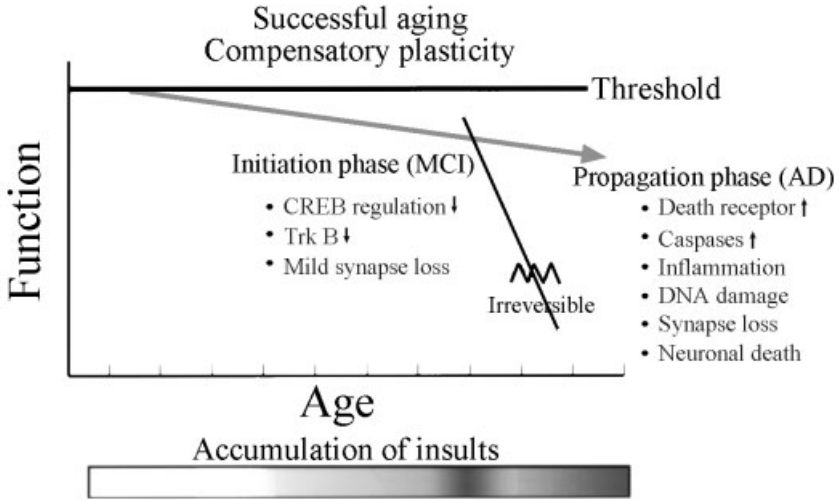 Successful aging
Compensatory plasticity
Threshold
Function
Initiation phase (MCI)
• CREB regulation ↓
• Trk B ↓
• Mild synapse loss
Propagation phase (AD)
• Death receptor ↑
• Caspases ↑
• Inflammation
• DNA damage
• Synapse loss
• Neuronal death
Irreversible
Age
Accumulation of insults